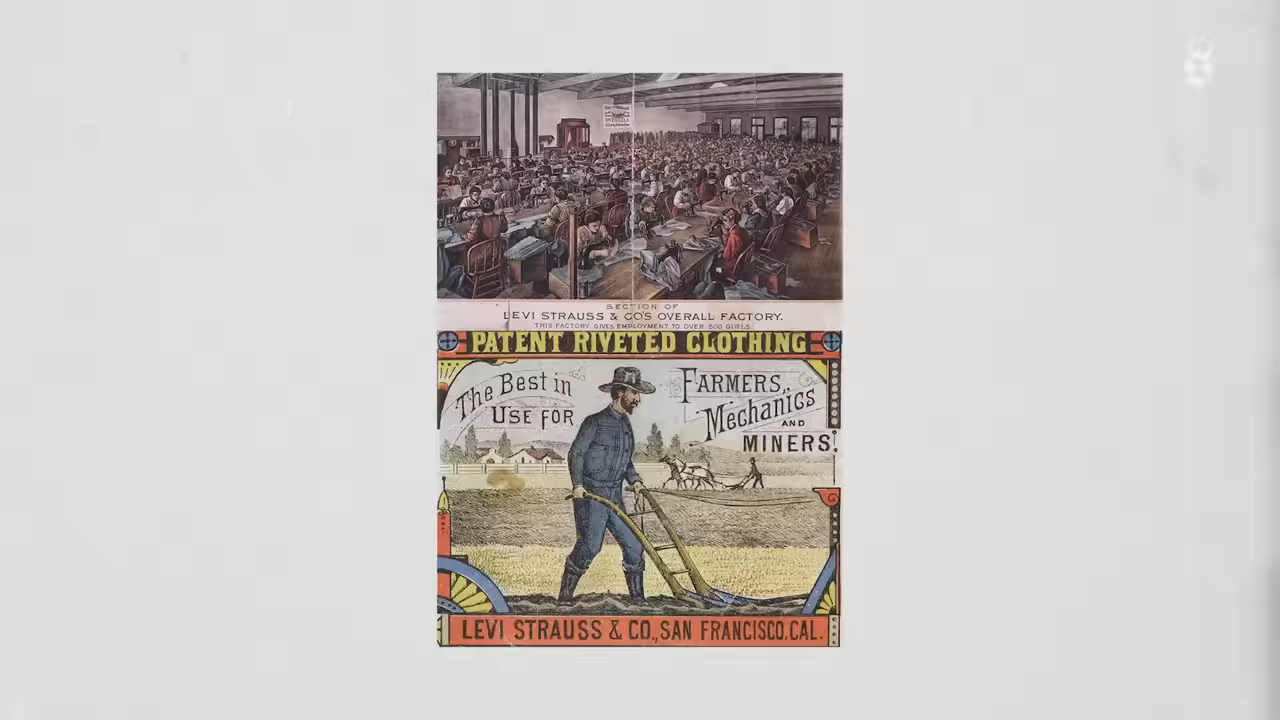 SECTION OF
LEVI STRAUSS & CO'S OVERALL FACTORY.
THIS FACTORY GIVES EMPLOYMENT TO OVER 500 GIRLS
PATENT RIVETED CLOTHING
The Best in
USE FOR
FARMERS,
Mechanics
AND
MINERS.
LEVI STRAUSS & CO., SAN FRANCISCO, CAL.